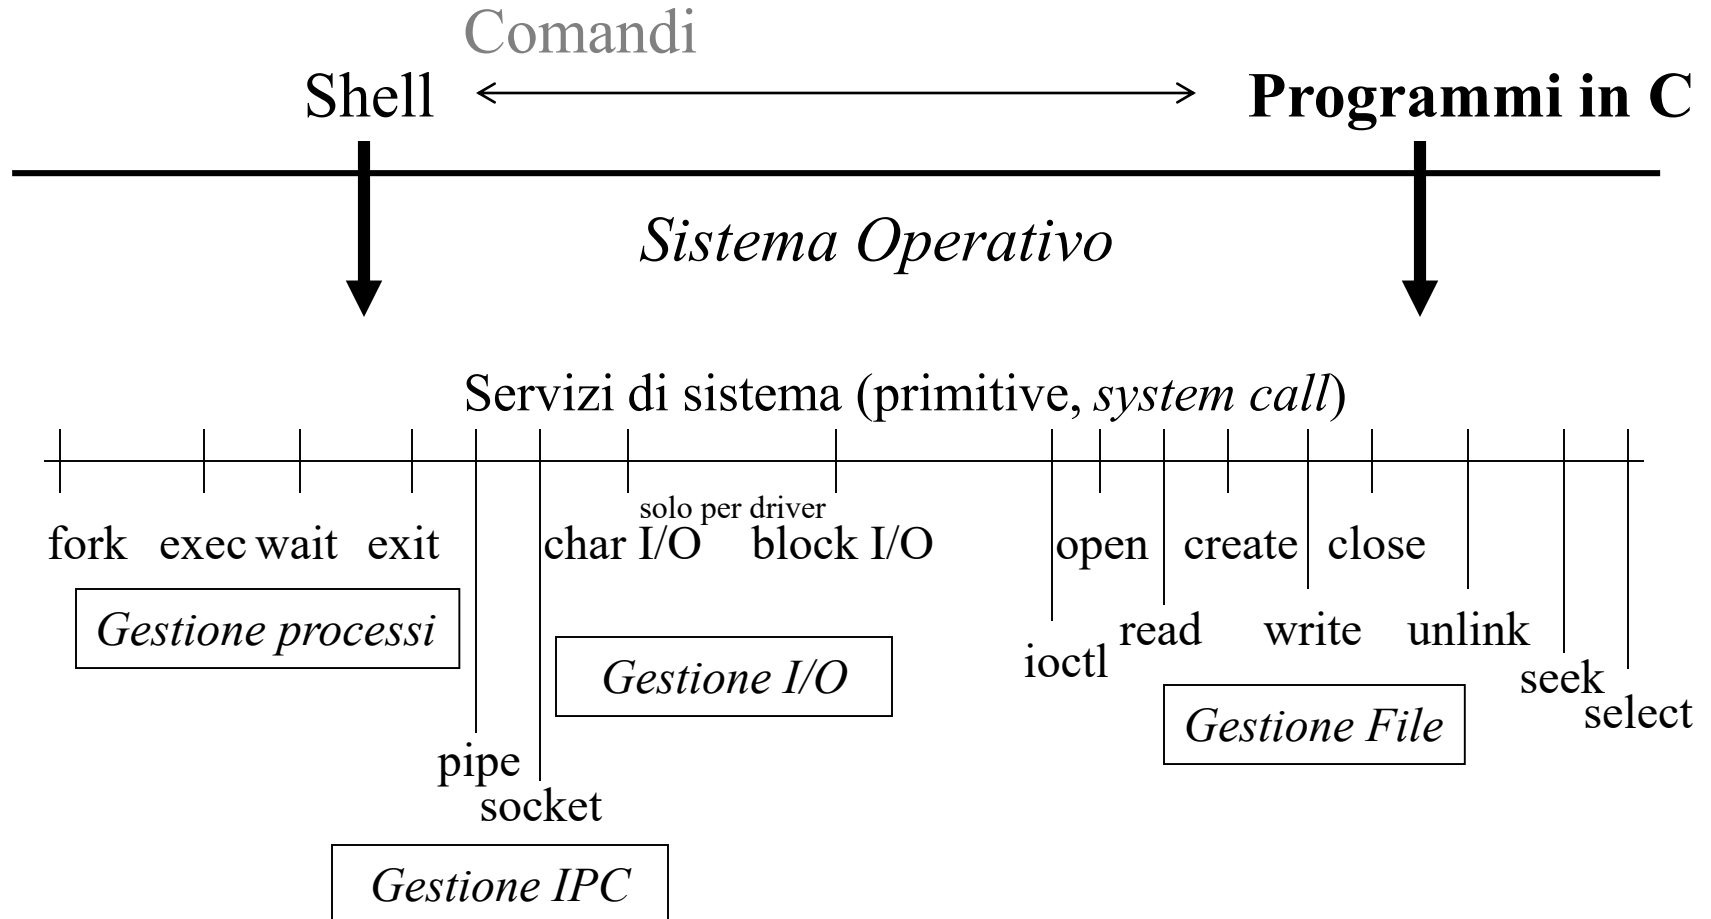 Comandi
Shell
Programmi in C
Sistema Operativo
Servizi di sistema (primitive, system call)
solo per driver
fork exec wait exit char I/O block I/O open create close
Gestione processi
read write unlink
ioctl
Gestione I/O
seek
select
Gestione File
pipe
socket
Gestione IPC